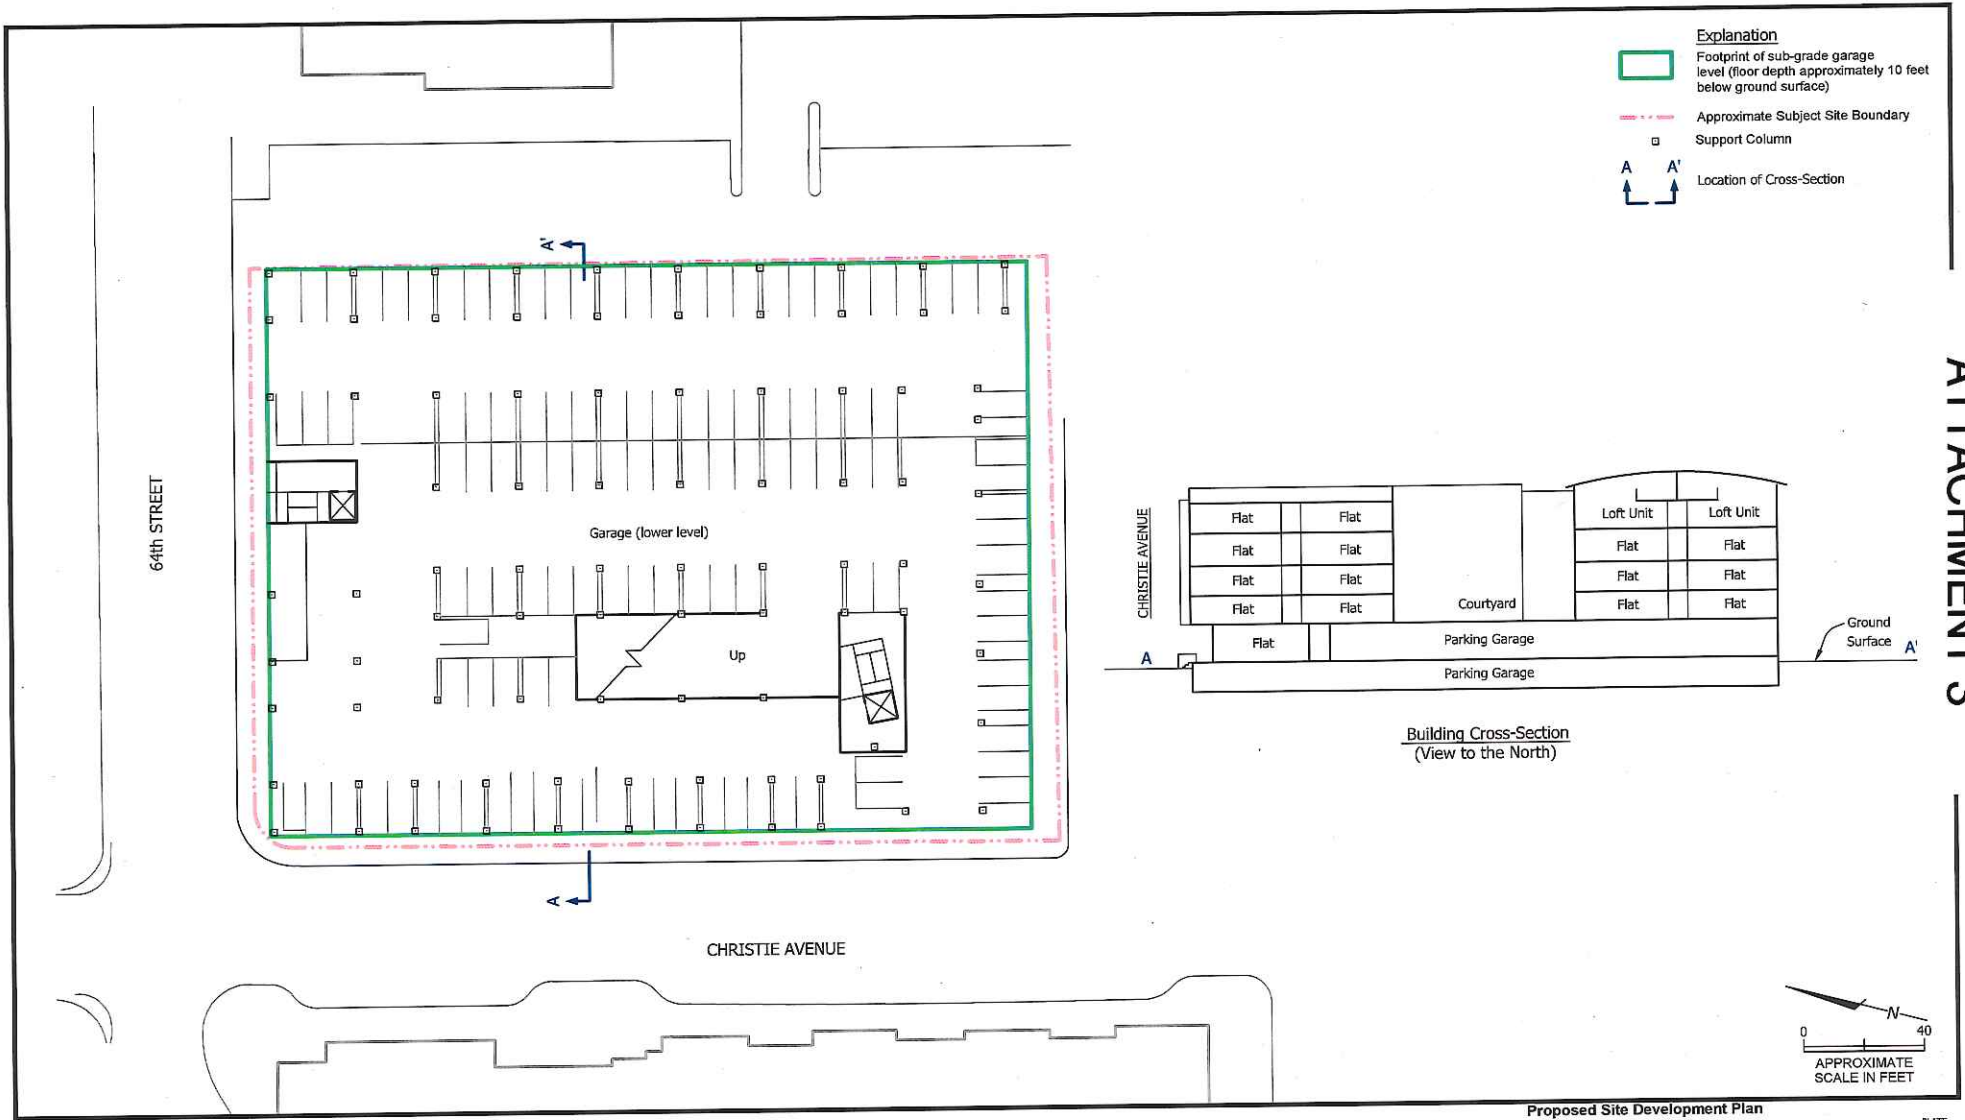 Explanation
Footprint of sub-grade garage
level (floor depth approximately 10 feet
below ground surface)
Approximate Subject Site Boundary
Support Column
A A'
Location of Cross-Section
ATTACHMENT 3
A'
64th STREET
Garage (lower level)
Up
A
CHRISTIE AVENUE
CHRISTIE AVENUE
Flat Flat
Flat Flat
Flat Flat
Flat Flat
Flat
Courtyard
Loft Unit Loft Unit
Flat Flat
Flat Flat
Flat Flat
Parking Garage
Parking Garage
Ground
Surface
A
A'
Building Cross-Section
(View to the North)
N
0 40
APPROXIMATE
SCALE IN FEET
Proposed Site Development Plan